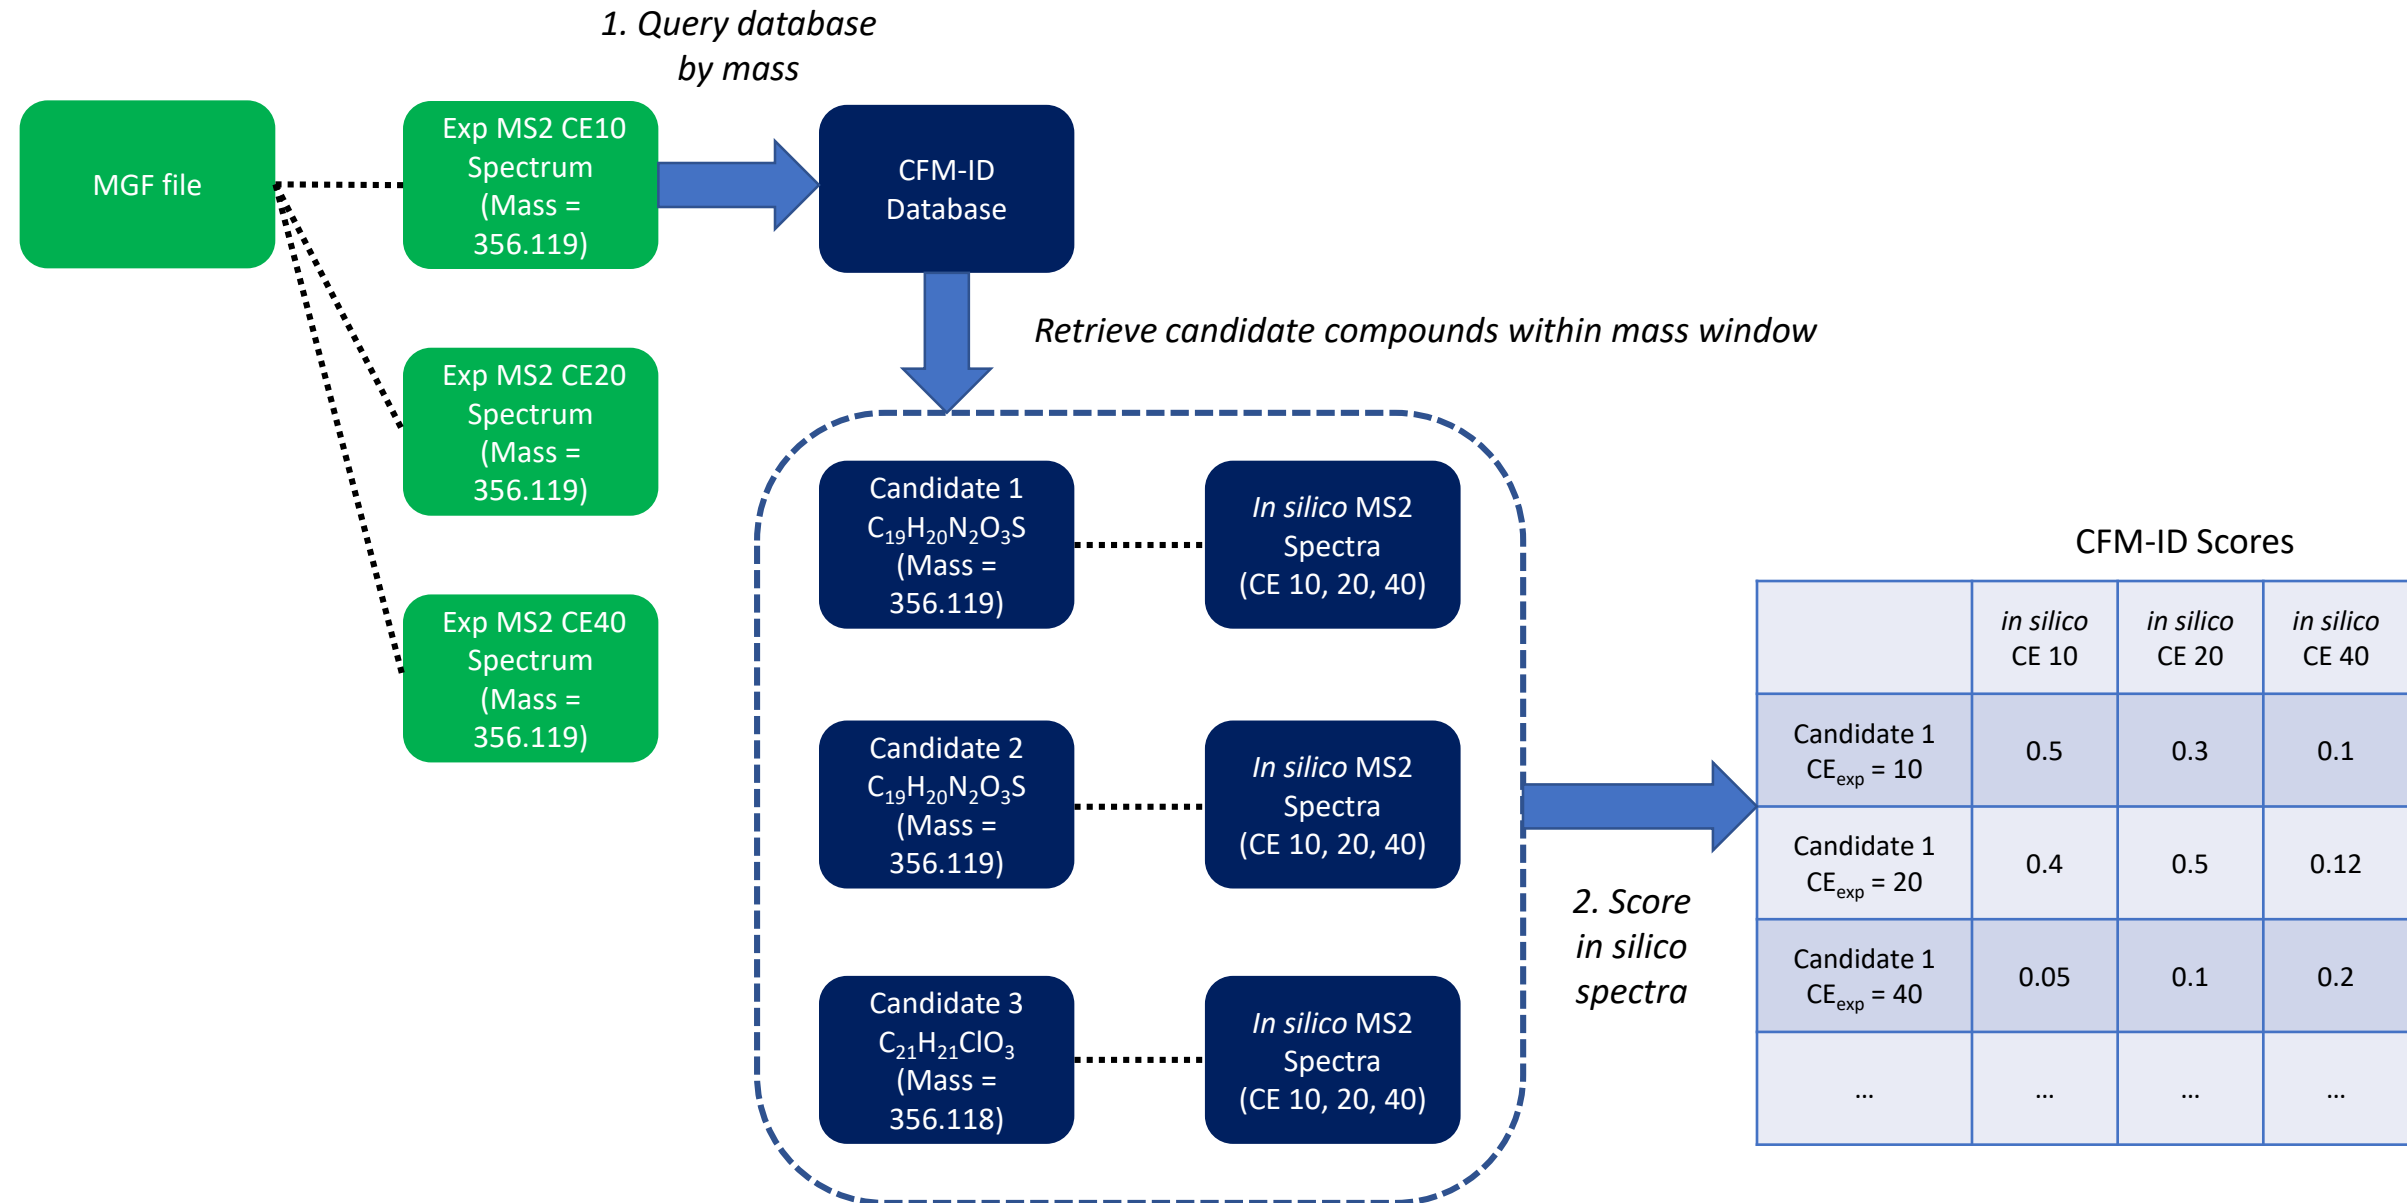 1. Query database
by mass
MGF file
Exp MS2 CE10
Spectrum
(Mass =
356.119)
CFM-ID
Database
Exp MS2 CE20
Spectrum
(Mass =
356.119)
Exp MS2 CE40
Spectrum
(Mass =
356.119)
Retrieve candidate compounds within mass window
Candidate 1
C₁₉H₂₀N₂O₃S
(Mass =
356.119)
In silico MS2
Spectra
(CE 10, 20, 40)
Candidate 2
C₁₉H₂₀N₂O₃S
(Mass =
356.119)
In silico MS2
Spectra
(CE 10, 20, 40)
Candidate 3
C₂₁H₂₁ClO₃
(Mass =
356.118)
In silico MS2
Spectra
(CE 10, 20, 40)
2. Score
in silico
spectra
CFM-ID Scores
in silico
CE 10
in silico
CE 20
in silico
CE 40
Candidate 1
CEₑₓₚ = 10
0.5
0.3
0.1
Candidate 1
CEₑₓₚ = 20
0.4
0.5
0.12
Candidate 1
CEₑₓₚ = 40
0.05
0.1
0.2
...
...
...
...